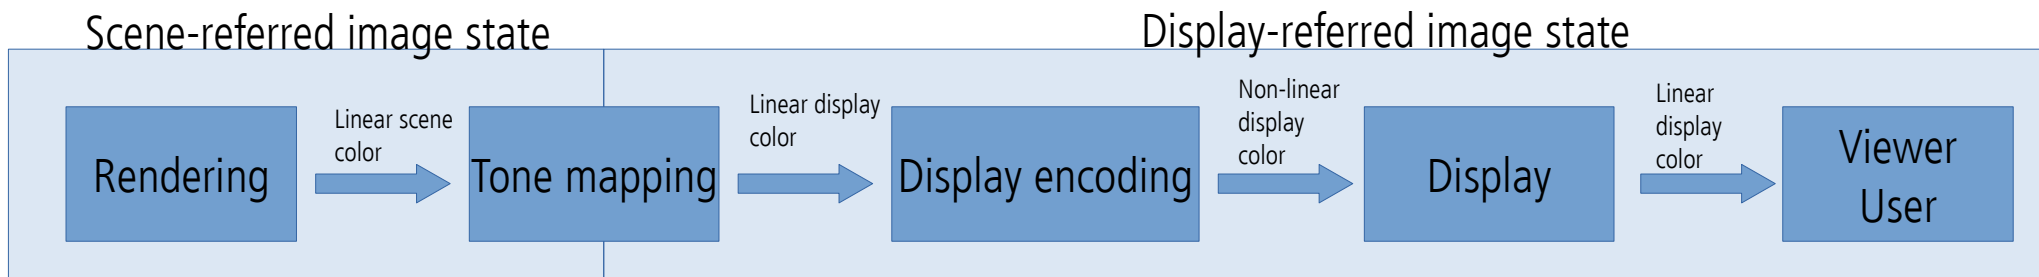 Scene-referred image state
Display-referred image state
Rendering
Linear scene
color
Tone mapping
Linear display
color
Display encoding
Non-linear
display
color
Display
Linear
display
color
Viewer
User